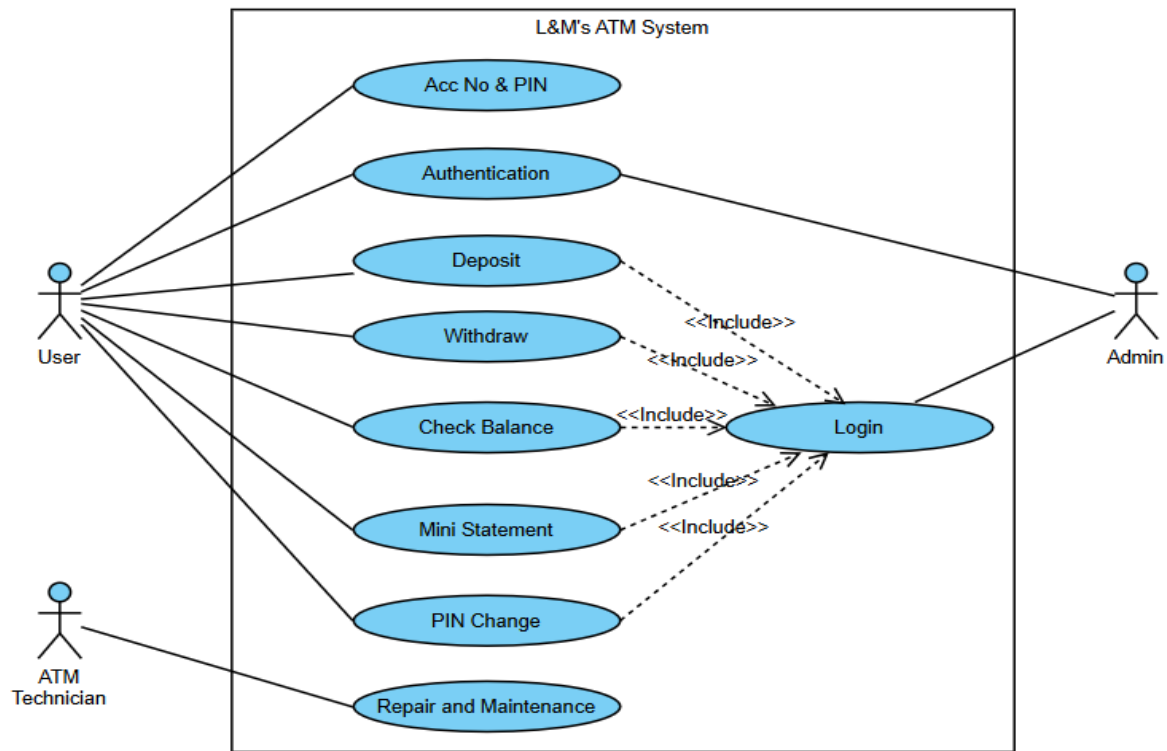 L&M's ATM System
Acc No & PIN
Authentication
Deposit
<<Include>>
User
Withdraw
<<Include>>
Admin
<<Include>>
Check Balance
Login
<<Include>>
Mini Statement
<<Include>>
PIN Change
ATM
Technician
Repair and Maintenance